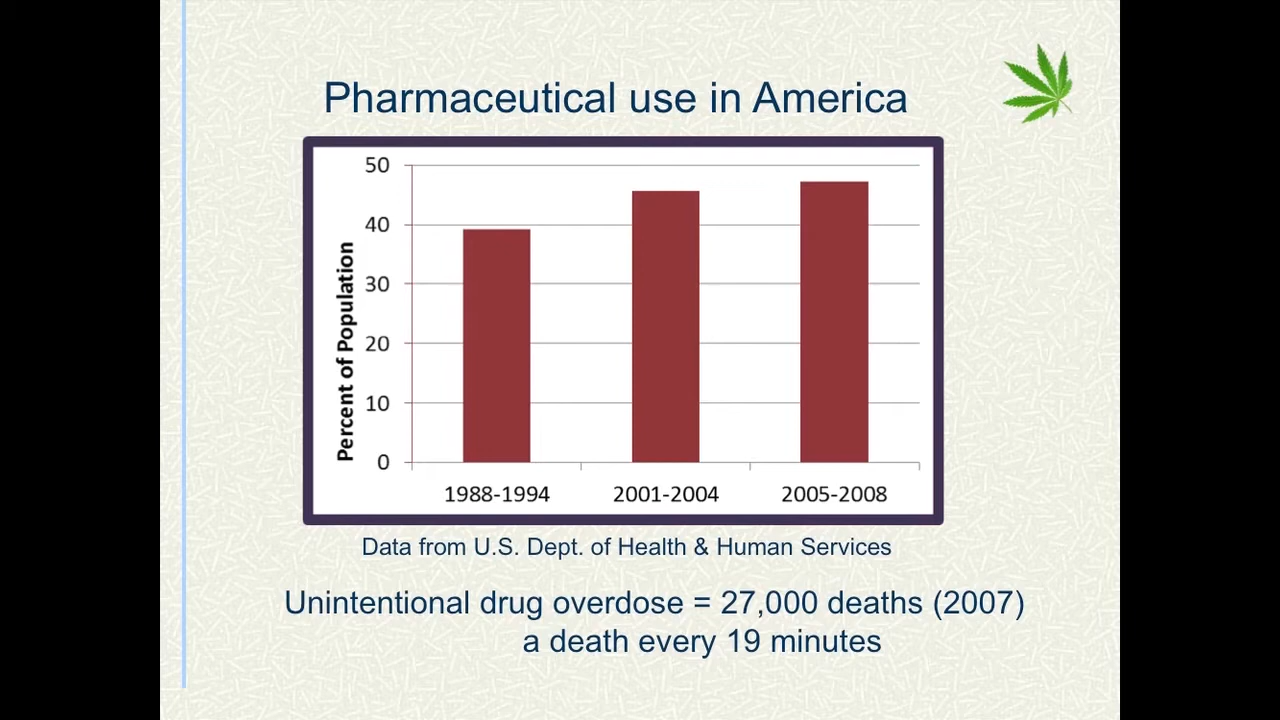 Pharmaceutical use in America
50
40
30
20
10
0
Percent of Population
1988-1994 2001-2004 2005-2008
Data from U.S. Dept. of Health & Human Services
Unintentional drug overdose = 27,000 deaths (2007)
a death every 19 minutes